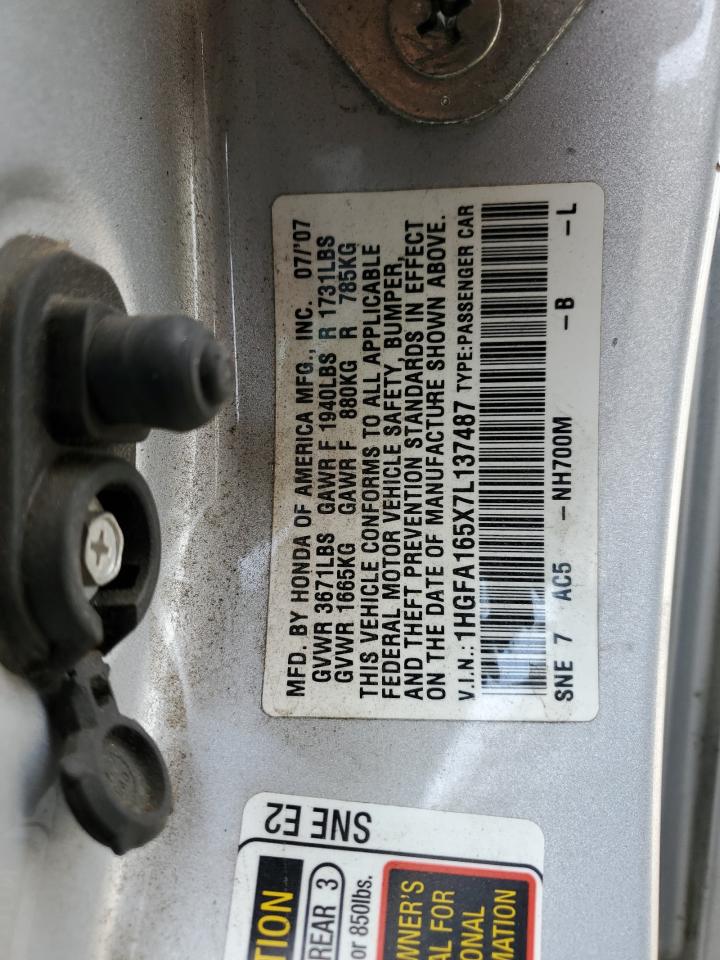 MFD. BY HONDA OF AMERICA MFG., INC. 07/'07
GVWR 3671LBS GAWR F 1940LBS R 1731LBS
GVWR 1665KG GAWR F 880KG R 785KG
THIS VEHICLE CONFORMS TO ALL APPLICABLE
FEDERAL MOTOR VEHICLE SAFETY, BUMPER,
AND THEFT PREVENTION STANDARDS IN EFFECT
ON THE DATE OF MANUFACTURE SHOWN ABOVE.
V.I.N.: 1HGFA165X7L137487 TYPE:PASSENGER CAR
SNE 7 AC5 -NH700M -B -L
SNE E2
TION
REAR 3
or 850lbs.
WNER'S
AL FOR
ONAL
MATION